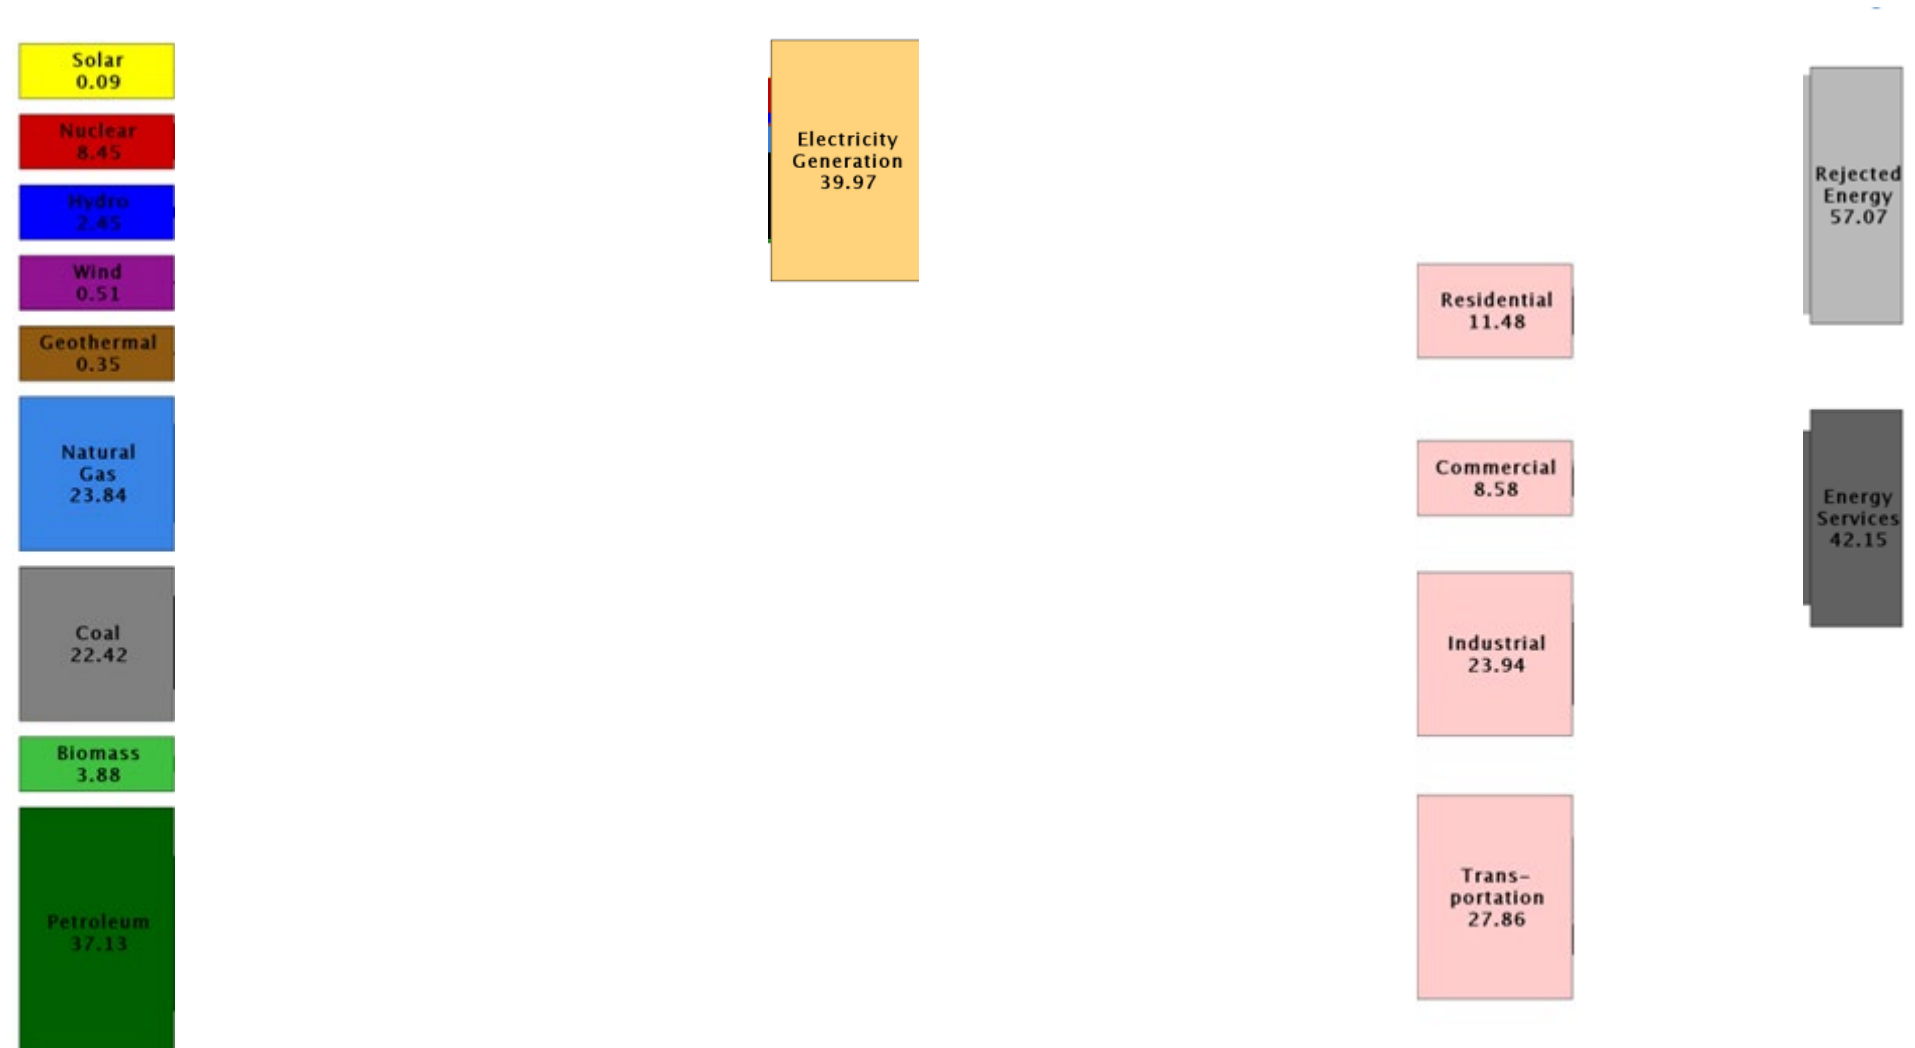 Solar
0.09
Nuclear
8.45
Hydro
2.45
Wind
0.51
Geothermal
0.35
Natural
Gas
23.84
Coal
22.42
Biomass
3.88
Petroleum
37.13
Electricity
Generation
39.97
Residential
11.48
Commercial
8.58
Industrial
23.94
Trans-
portation
27.86
Rejected
Energy
57.07
Energy
Services
42.15